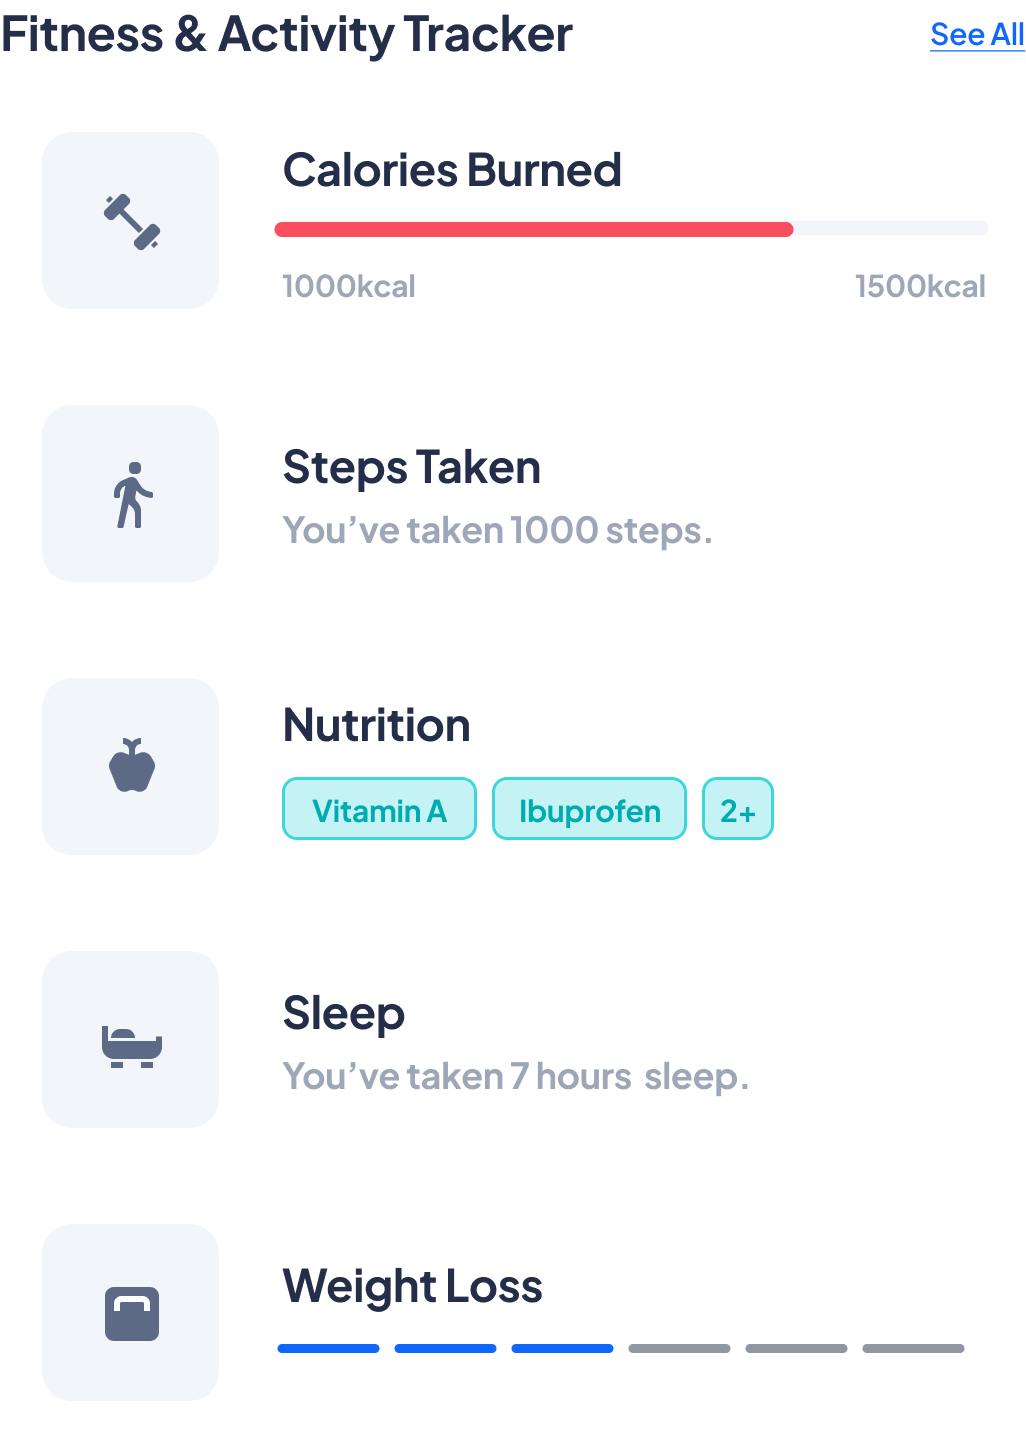 Fitness & Activity Tracker
See All
Calories Burned
1000kcal
1500kcal
Steps Taken
You’ve taken 1000 steps.
Nutrition
Vitamin A
Ibuprofen
2+
Sleep
You’ve taken 7 hours  sleep.
Weight Loss